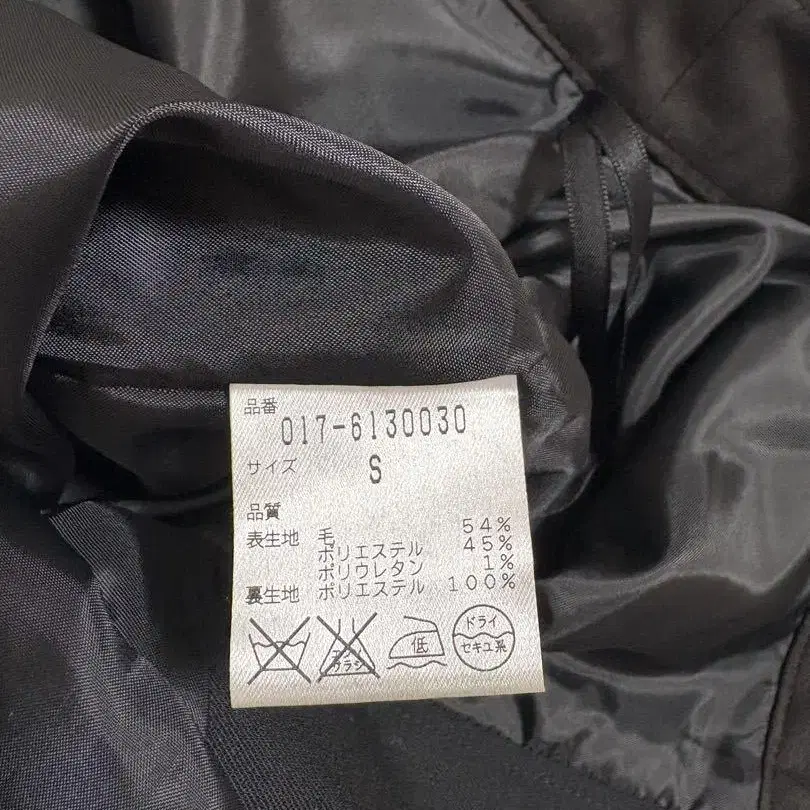 品番
017-6130030
サイズ S
品質
表生地 毛 54%
ポリエステル 45%
ポリウレタン 1%
裏生地 ポリエステル 100%
低
ドライ
セキユ系